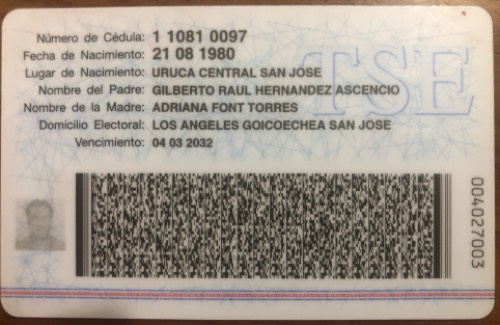 Número de Cédula: 1 1081 0097
Fecha de Nacimiento: 21 08 1980
Lugar de Nacimiento: URUCA CENTRAL SAN JOSE
Nombre del Padre: GILBERTO RAUL HERNANDEZ ASCENCIO
Nombre de la Madre: ADRIANA FONT TORRES
Domicilio Electoral: LOS ANGELES GOICOECHEA SAN JOSE
Vencimiento: 04 03 2032
TSE
004027003